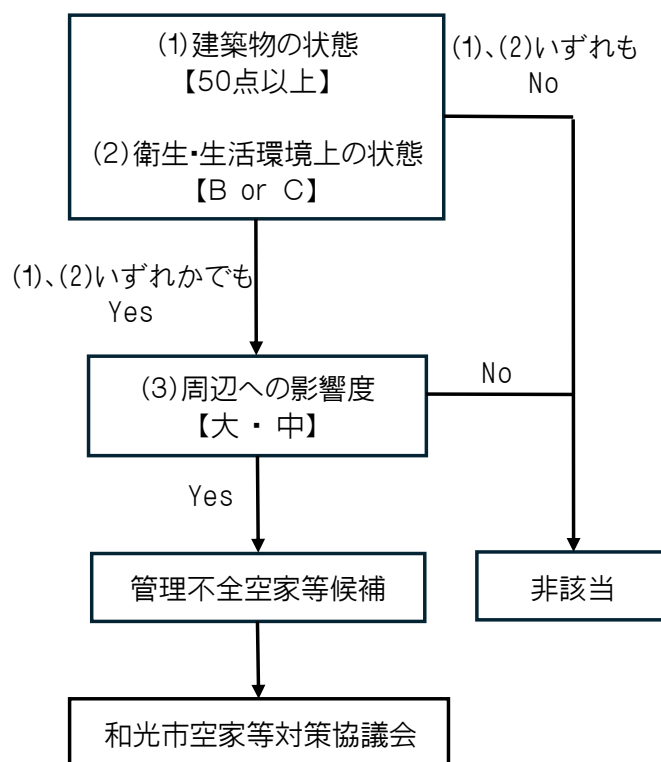 (1)建築物の状態
【50点以上】
(2)衛生・生活環境上の状態
【B or C】
(1)、(2)いずれも
No
(1)、(2)いずれかでも
Yes
(3)周辺への影響度
【大・中】
No
Yes
管理不全空家等候補
非該当
和光市空家等対策協議会